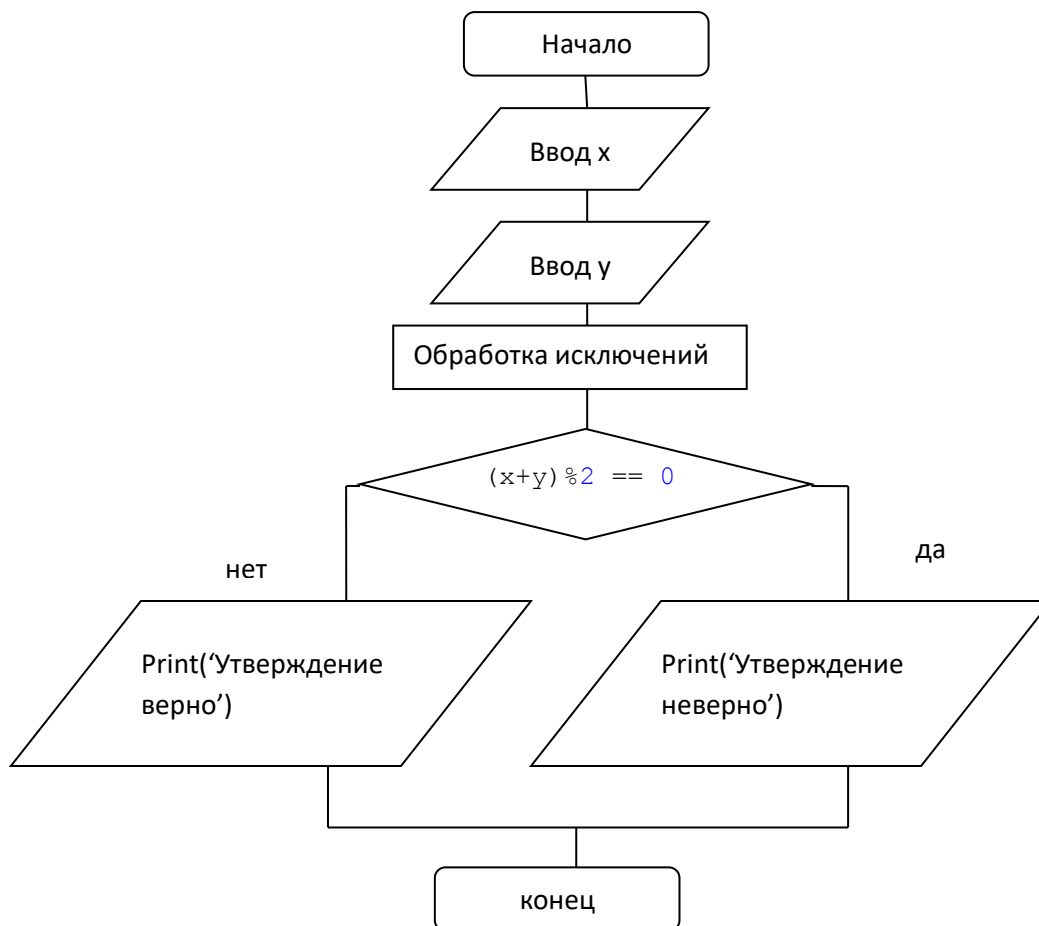 Начало
Ввод x
Ввод y
Обработка исключений
(x+y)%2 == 0
нет
да
Print(‘Утверждение
верно’)
Print(‘Утверждение
неверно’)
конец